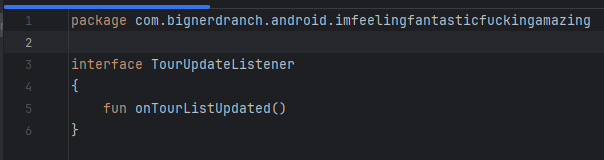 1 package com.bignerdranch.android.imfeelingfantasticfuckingamazing
2
3 interface TourUpdateListener
4 {
5     fun onTourListUpdated()
6 }